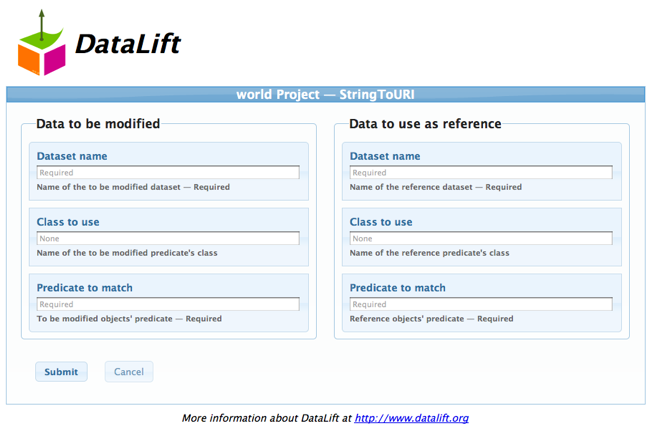 DataLift
world Project — StringToURI
Data to be modified
Dataset name
Required
Name of the to be modified dataset — Required
Class to use
None
Name of the to be modified predicate's class
Predicate to match
Required
To be modified objects' predicate — Required
Data to use as reference
Dataset name
Required
Name of the reference dataset — Required
Class to use
None
Name of the reference predicate's class
Predicate to match
Required
Reference objects' predicate — Required
Submit
Cancel
More information about DataLift at http://www.datalift.org